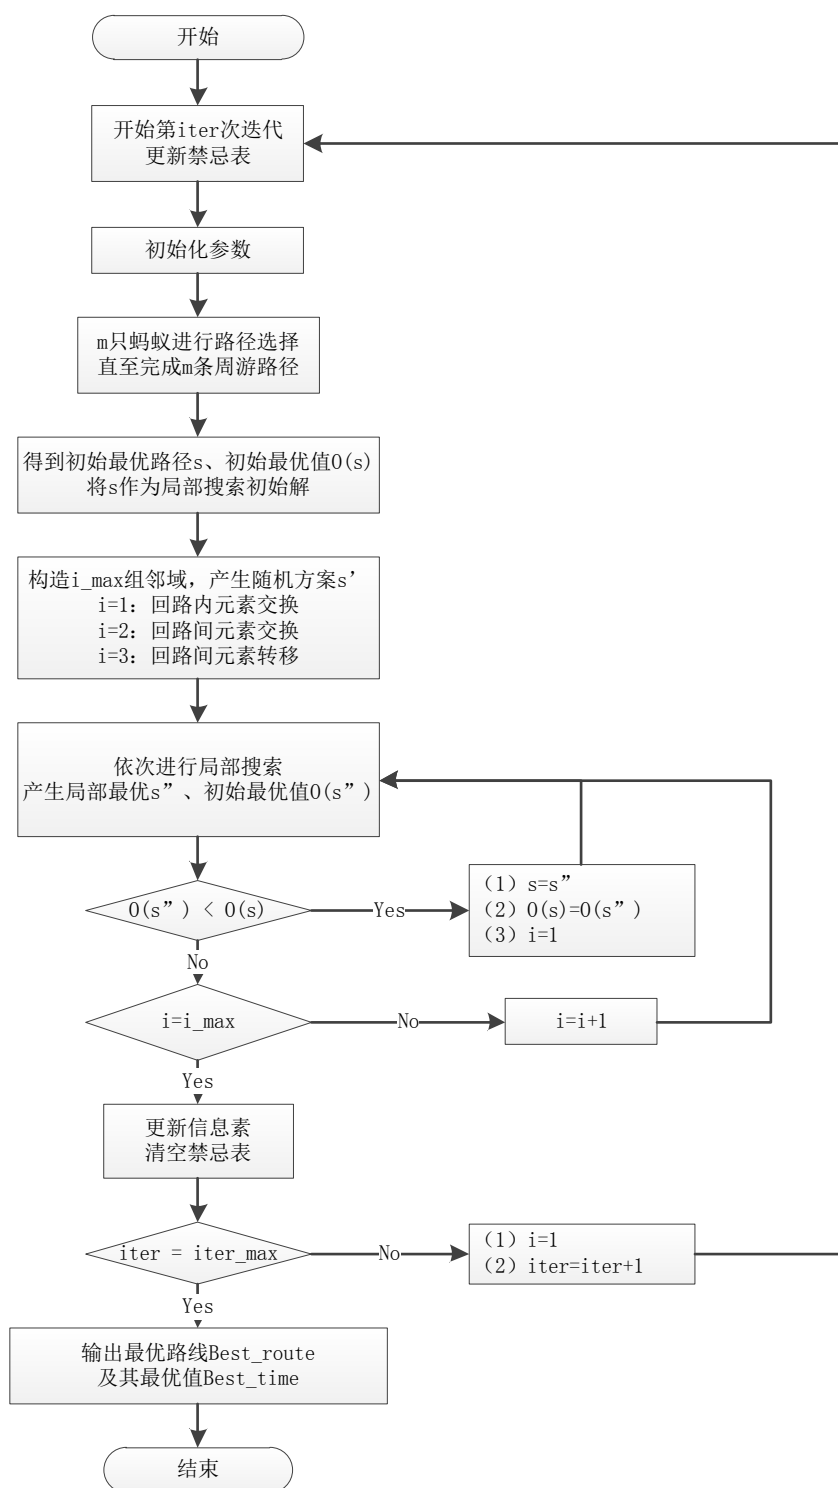 开始
开始第iter次迭代
更新禁忌表
初始化参数
m只蚂蚁进行路径选择
直至完成m条周游路径
得到初始最优路径s、初始最优值O(s)
将s作为局部搜索初始解
构造i_max组邻域，产生随机方案s’
i=1：回路内元素交换
i=2：回路间元素交换
i=3：回路间元素转移
依次进行局部搜索
产生局部最优s”、初始最优值O(s”)
O(s”) < O(s)
Yes
（1）s=s”
（2）O(s)=O(s”)
（3）i=1
No
i=i_max
No
i=i+1
Yes
更新信息素
清空禁忌表
iter = iter_max
No
（1）i=1
（2）iter=iter+1
Yes
输出最优路线Best_route
及其最优值Best_time
结束